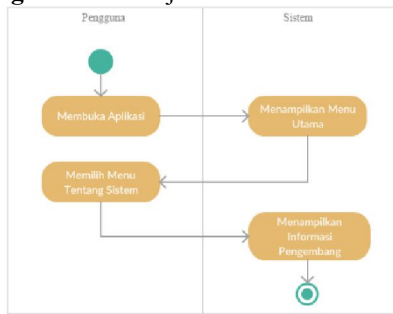 Pengguna
Sistem
Membuka Aplikasi
Menampilkan Menu
Utama
Memilih Menu
Tentang Sistem
Menampilkan
Informasi
Pengembang